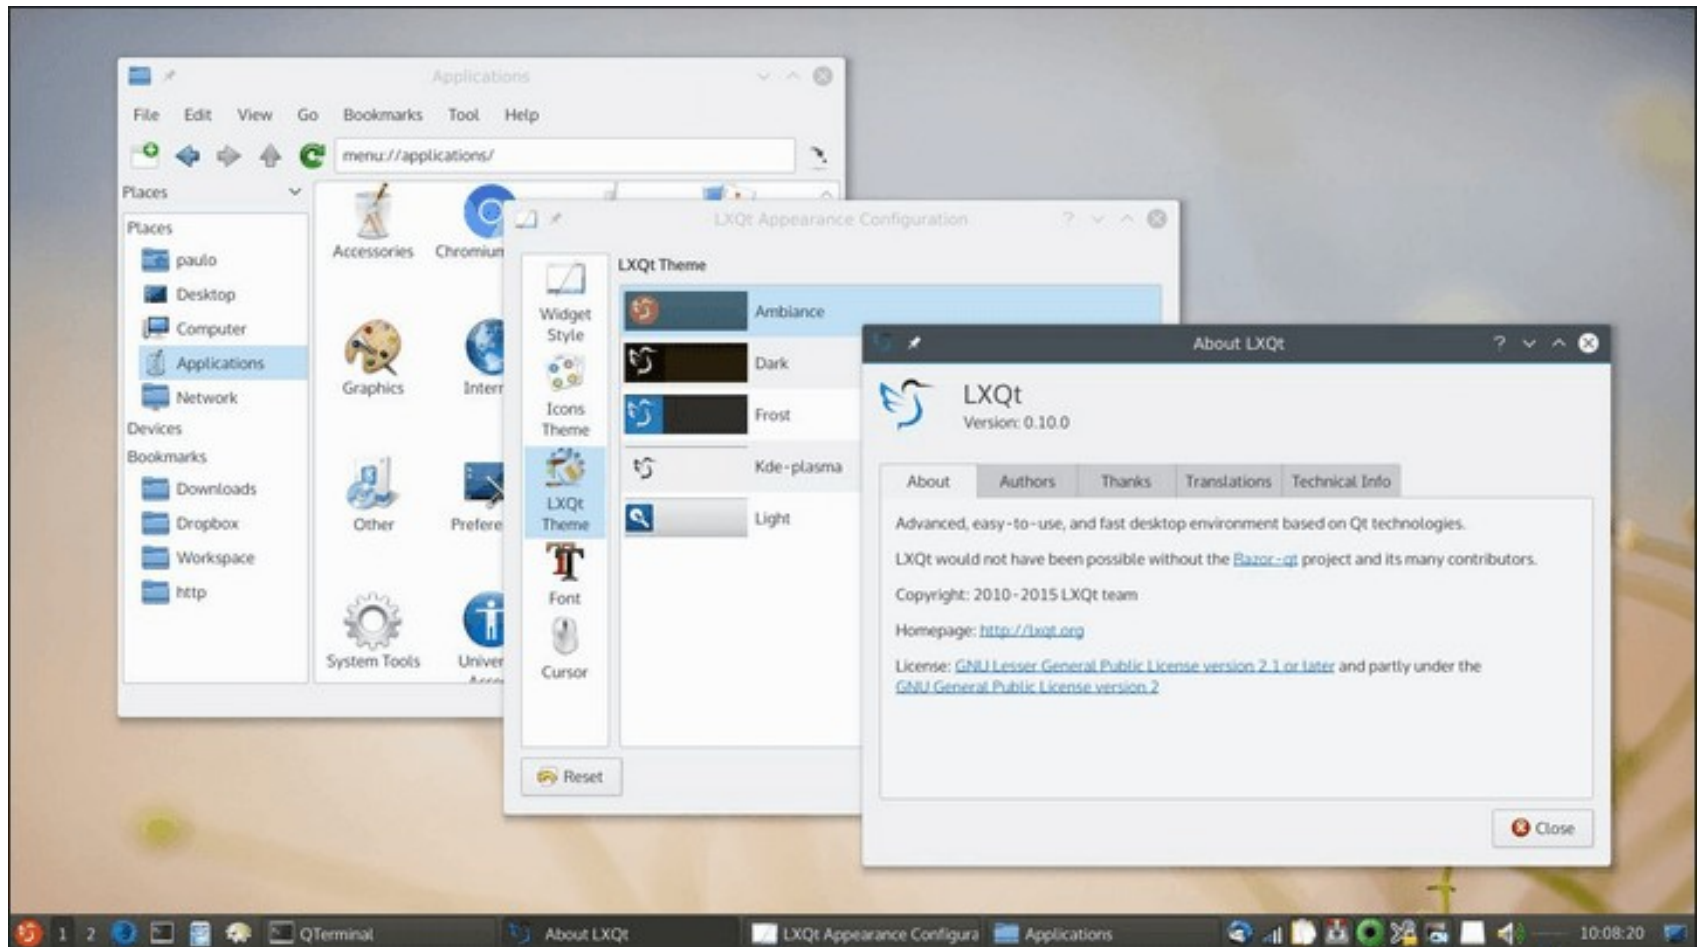 Applications
File Edit View Go Bookmarks Tool Help
menu://applications/
Places
Places
paulo
Desktop
Computer
Applications
Network
Devices
Bookmarks
Downloads
Dropbox
Workspace
http
Accessories Chromium
Graphics
Other
System Tools
LXQt Appearance Configuration
?
Widget
Style
Icons
Theme
LXQt
Theme
Font
Cursor
LXQt Theme
Ambiance
Dark
Frost
Kde-plasma
Light
Reset
About LXQt
?
LXQt
Version: 0.10.0
About Authors Thanks Translations Technical Info
Advanced, easy-to-use, and fast desktop environment based on Qt technologies.
LXQt would not have been possible without the Razor-qt project and its many contributors.
Copyright: 2010-2015 LXQt team
Homepage: http://lxqt.org
License: GNU Lesser General Public License version 2.1 or later and partly under the
GNU General Public License version 2
Close
1 2 QTerminal About LXQt LXQt Appearance Configura Applications 10:08:20